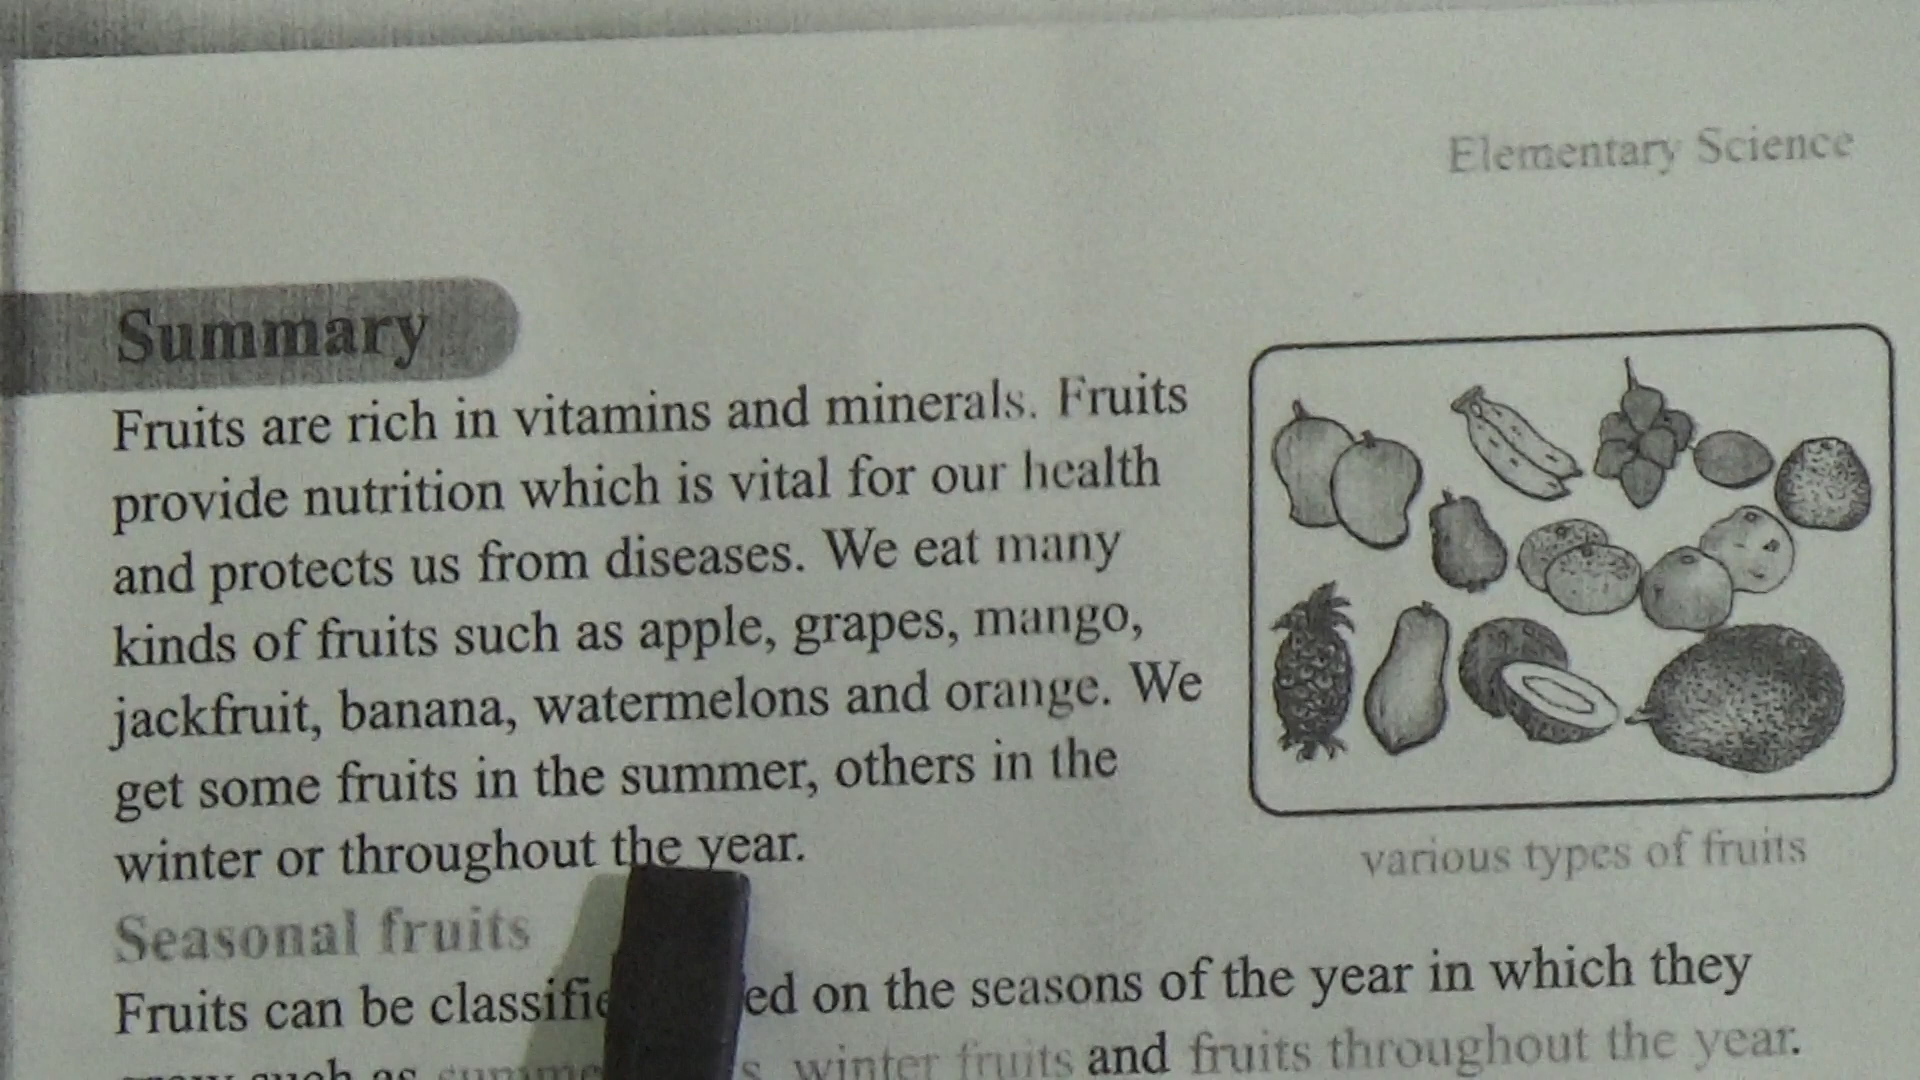 Elementary Science
Summary
Fruits are rich in vitamins and minerals. Fruits
provide nutrition which is vital for our health
and protects us from diseases. We eat many
kinds of fruits such as apple, grapes, mango,
jackfruit, banana, watermelons and orange. We
get some fruits in the summer, others in the
winter or throughout the year.
various types of fruits
Seasonal fruits
Fruits can be on the seasons of the year in which they
such as winter fruits and fruits throughout the year.